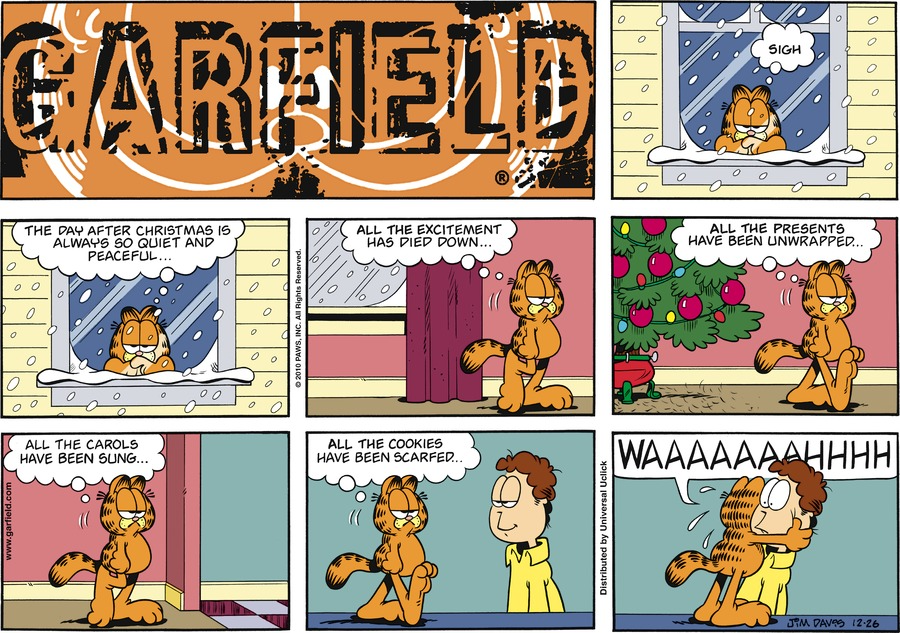 GARFIELD
®
SIGH
THE DAY AFTER CHRISTMAS IS
ALWAYS SO QUIET AND
PEACEFUL...
© 2010 PAWS, INC. All Rights Reserved.
ALL THE EXCITEMENT
HAS DIED DOWN...
ALL THE PRESENTS
HAVE BEEN UNWRAPPED...
www.garfield.com
ALL THE CAROLS
HAVE BEEN SUNG...
ALL THE COOKIES
HAVE BEEN SCARFED...
Distributed by Universal Uclick
WAAAAAAAAHHHH
JIM DAVIS 12-26